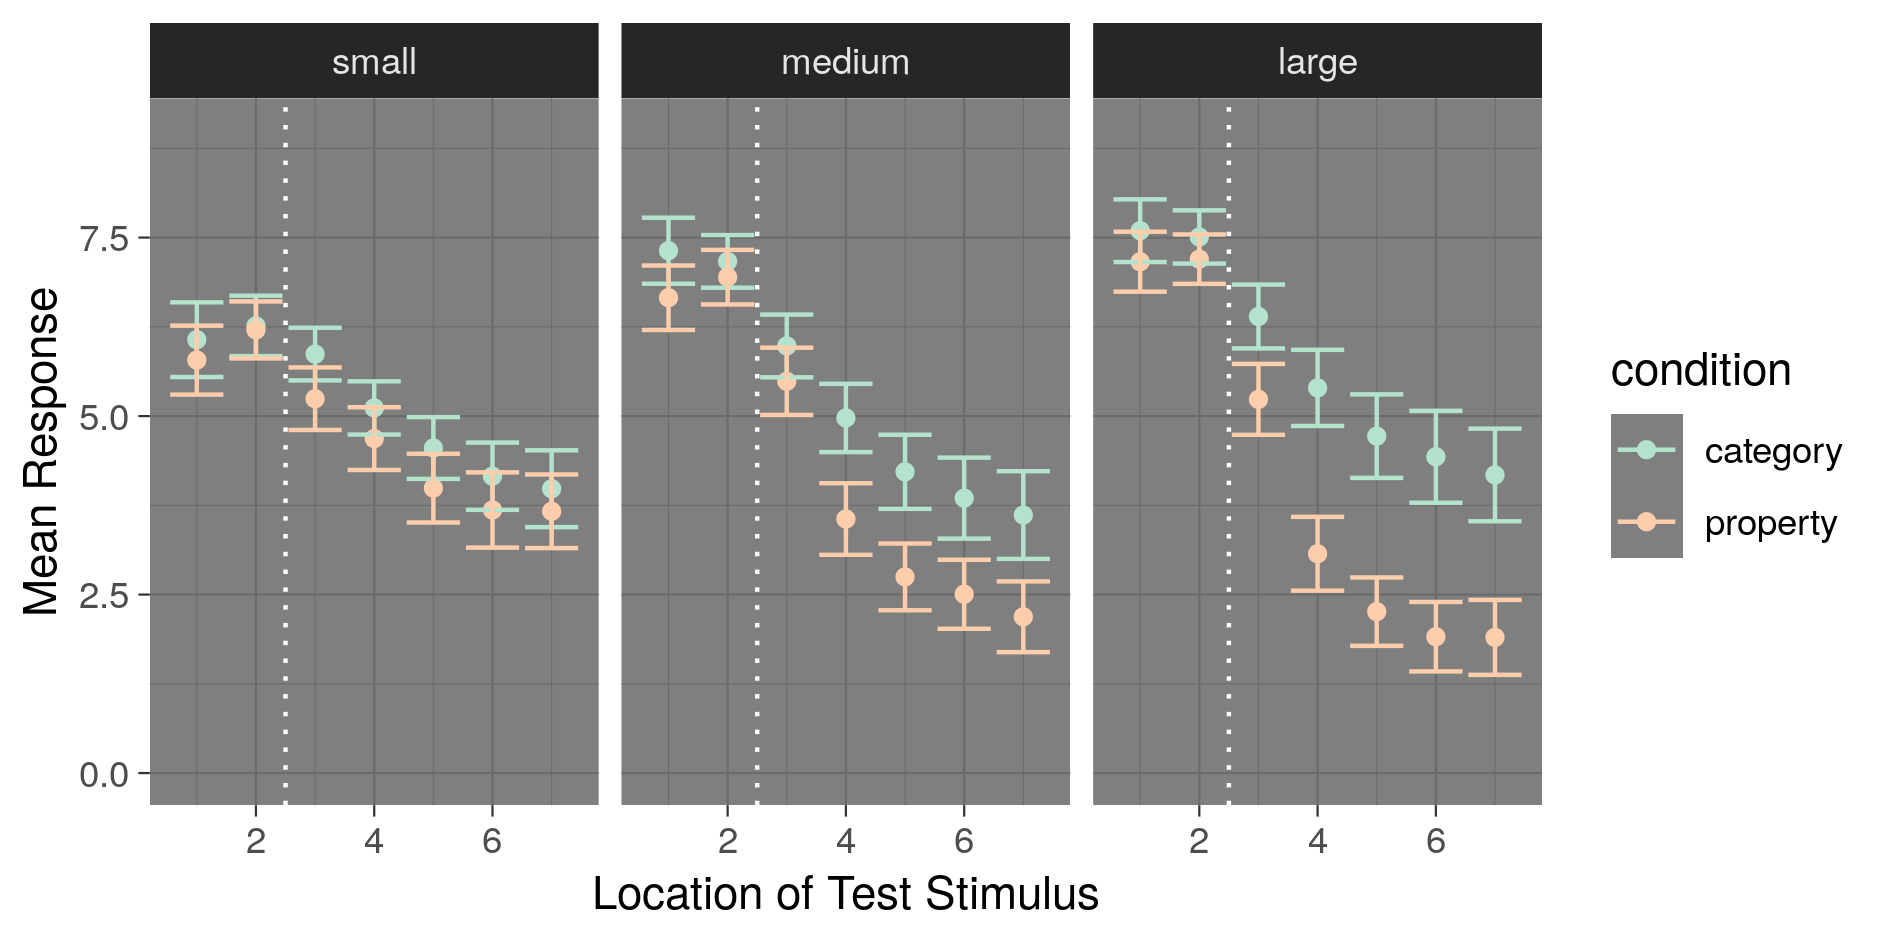 small medium large
Mean Response
7.5
5.0
2.5
0.0
2 4 6 2 4 6 2 4 6
Location of Test Stimulus
condition
category
property